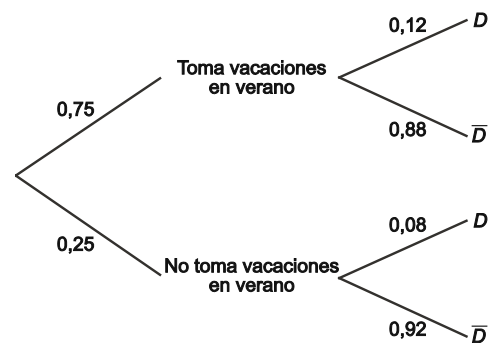 0,12
D
Toma vacaciones
en verano
0,75
0,88
D̅
0,08
D
0,25
No toma vacaciones
en verano
0,92
D̅